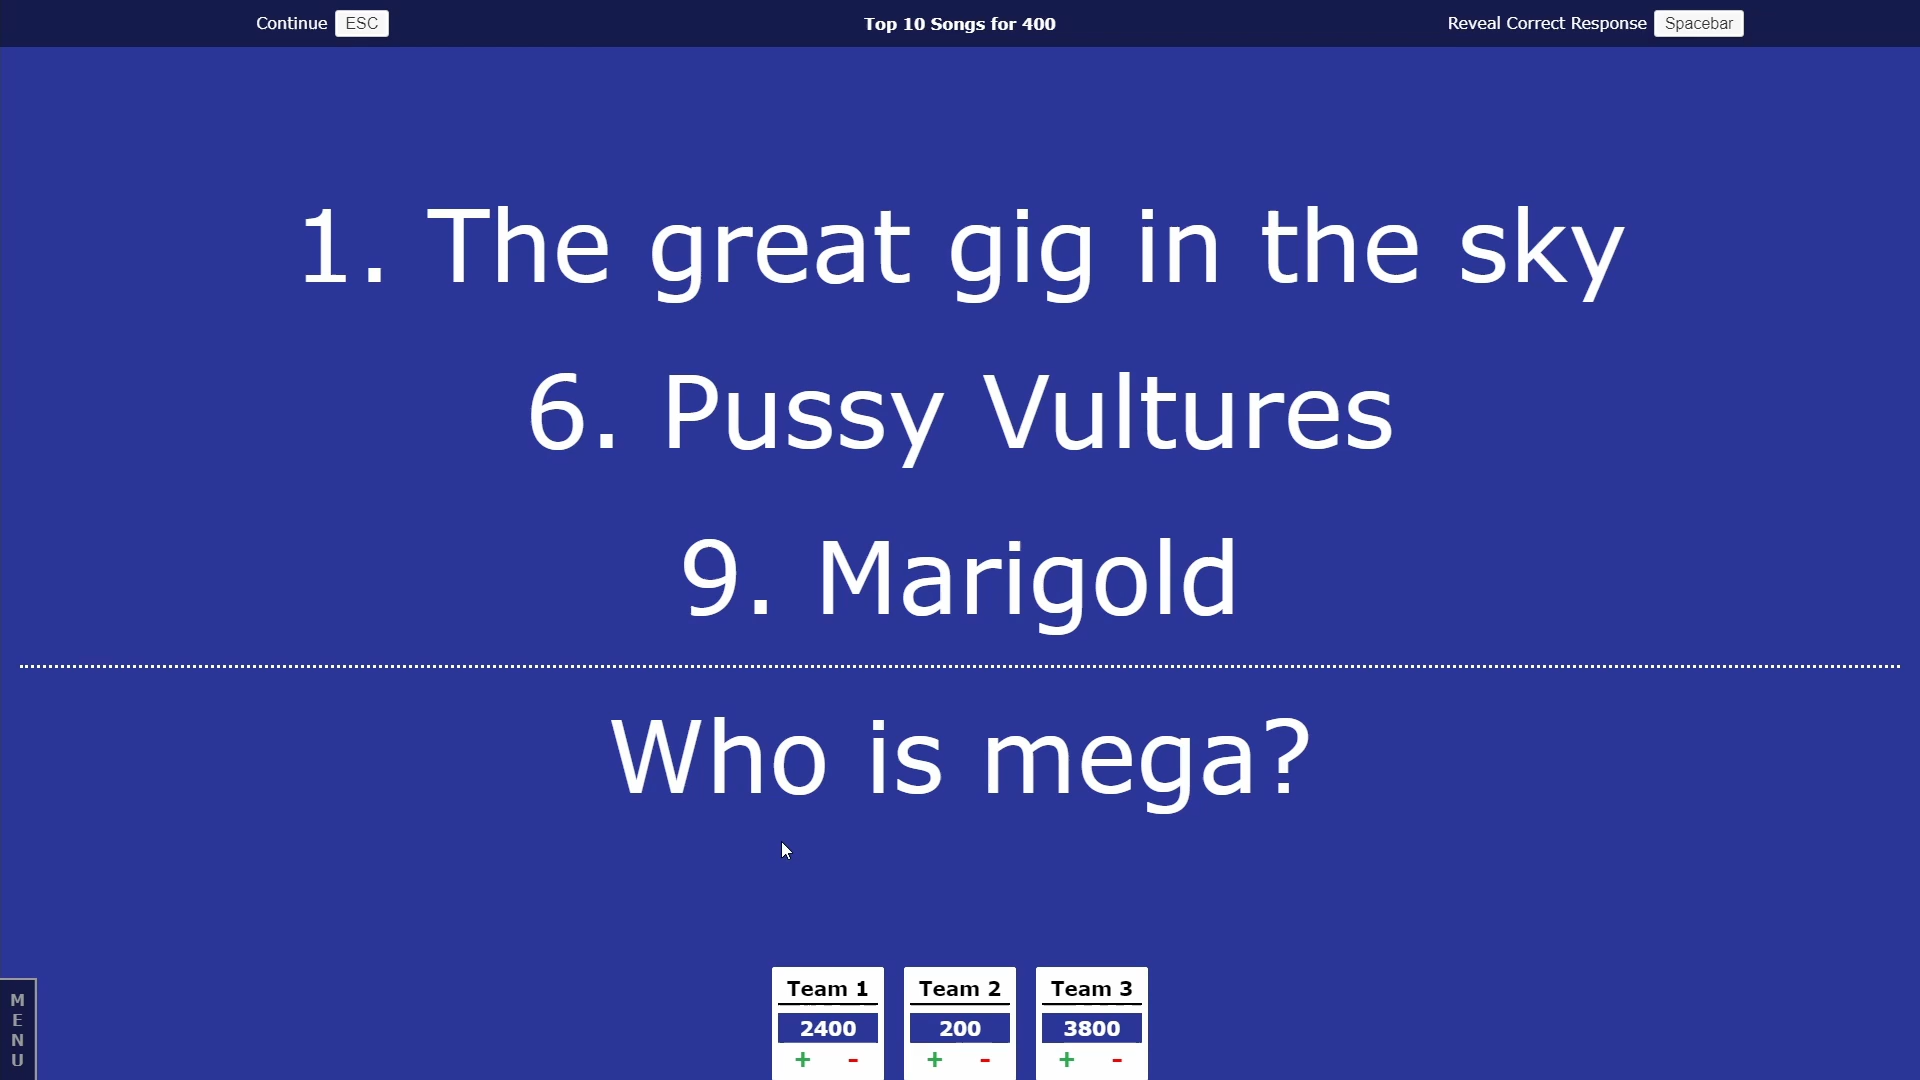 Continue ESC
Top 10 Songs for 400
Reveal Correct Response Spacebar
1. The great gig in the sky
6. Pussy Vultures
9. Marigold
Who is mega?
MENU
Team 1 Team 2 Team 3
2400 200 3800
+ - + - + -